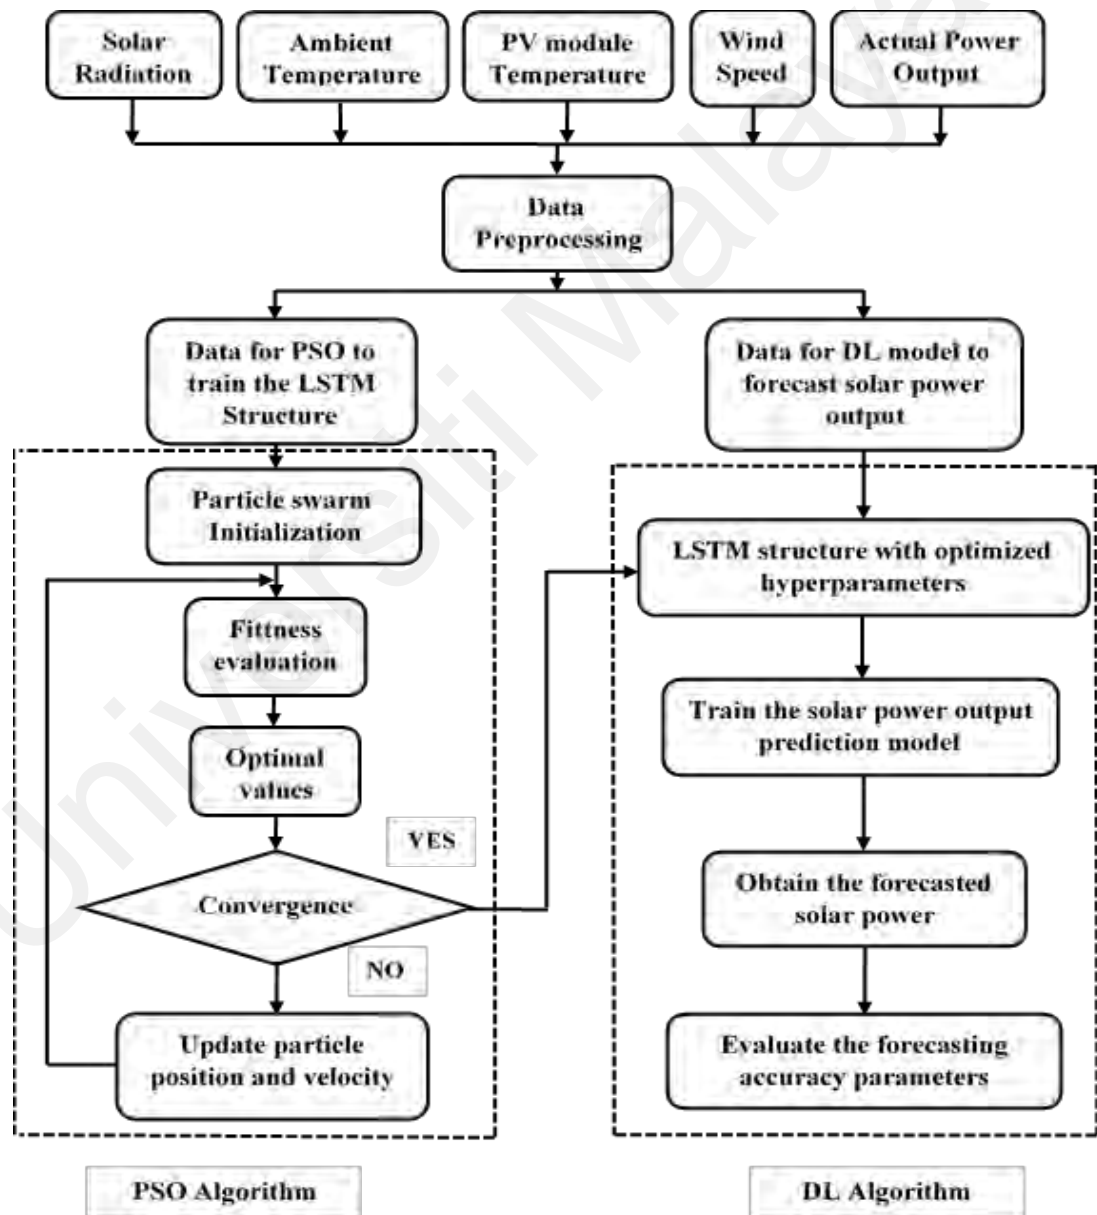 Solar
Radiation
Ambient
Temperature
PV module
Temperature
Wind
Speed
Actual Power
Output
Data
Preprocessing
Data for PSO to
train the LSTM
Structure
Data for DL model to
forecast solar power
output
Particle swarm
Initialization
LSTM structure with optimized
hyperparameters
Fittness
evaluation
Train the solar power output
prediction model
Optimal
values
YES
Convergence
Obtain the forecasted
solar power
NO
Update particle
position and velocity
Evaluate the forecasting
accuracy parameters
PSO Algorithm
DL Algorithm
Universiti Malaya